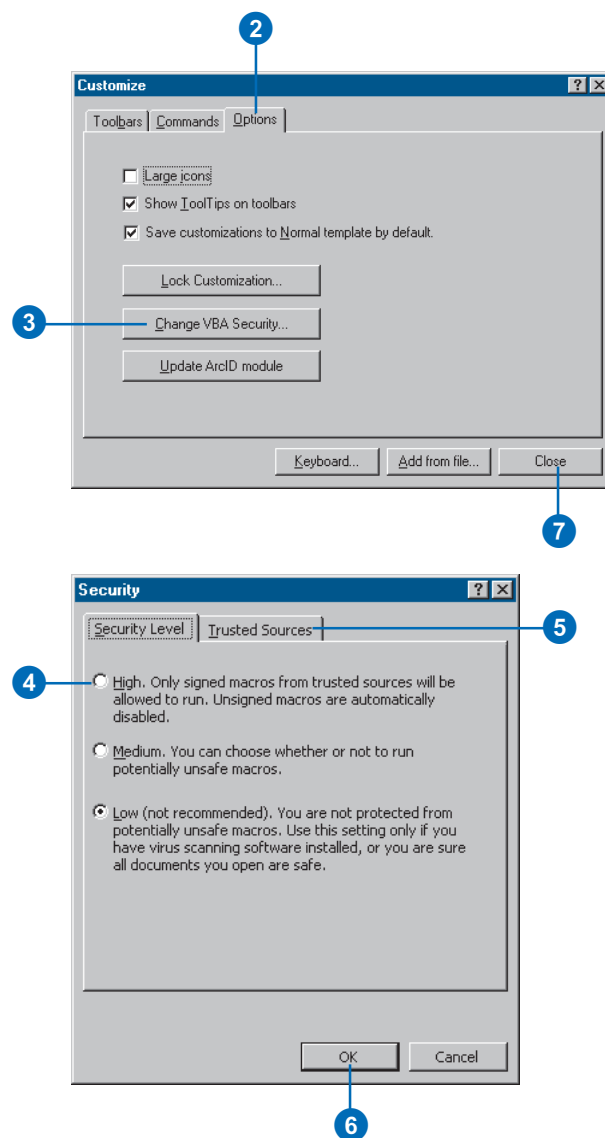 2
Customize
Toolbars Commands Options
Large icons
Show ToolTips on toolbars
Save customizations to Normal template by default.
Lock Customization...
3 Change VBA Security...
Update ArcID module
Keyboard... Add from file... Close
7
Security
Security Level Trusted Sources 5
4 High. Only signed macros from trusted sources will be
allowed to run. Unsigned macros are automatically
disabled.
Medium. You can choose whether or not to run
potentially unsafe macros.
Low (not recommended). You are not protected from
potentially unsafe macros. Use this setting only if you
have virus scanning software installed, or you are sure
all documents you open are safe.
OK Cancel
6